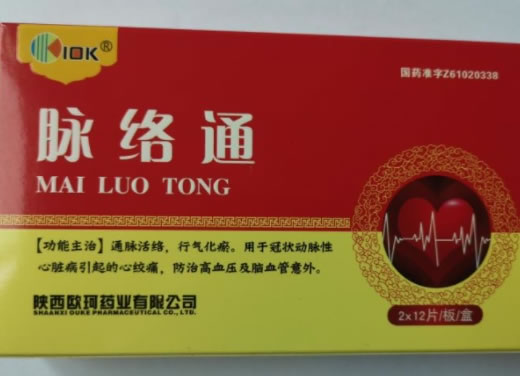 IOK®
国药准字Z61020338
脉络通
MAI LUO TONG
【功能主治】通脉活络，行气化瘀。用于冠状动脉性
心脏病引起的心绞痛，防治高血压及脑血管意外。
陕西欧珂药业有限公司
SHAANXI OUKE PHARMACEUTICAL CO., LTD.
2×12片/板/盒